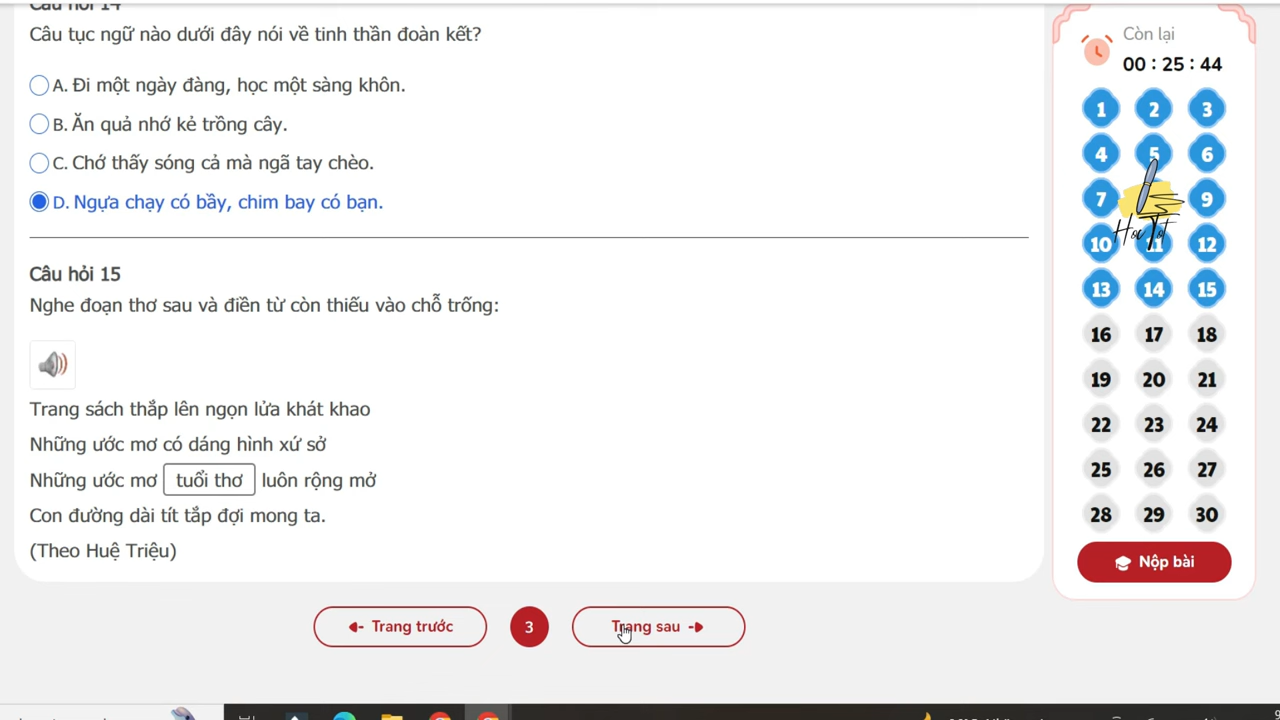 Câu hỏi 14
Câu tục ngữ nào dưới đây nói về tinh thần đoàn kết?
A. Đi một ngày đàng, học một sàng khôn.
B. Ăn quả nhớ kẻ trồng cây.
C. Chớ thấy sóng cả mà ngã tay chèo.
D. Ngựa chạy có bầy, chim bay có bạn.
Câu hỏi 15
Nghe đoạn thơ sau và điền từ còn thiếu vào chỗ trống:
Trang sách thắp lên ngọn lửa khát khao
Những ước mơ có dáng hình xứ sở
Những ước mơ tuổi thơ luôn rộng mở
Con đường dài tít tắp đợi mong ta.
(Theo Huệ Triệu)
Trang trước 3 Trang sau
Còn lại
00 : 25 : 44
1 2 3
4 5 6
7 9
Học Tốt
10 11 12
13 14 15
16 17 18
19 20 21
22 23 24
25 26 27
28 29 30
Nộp bài